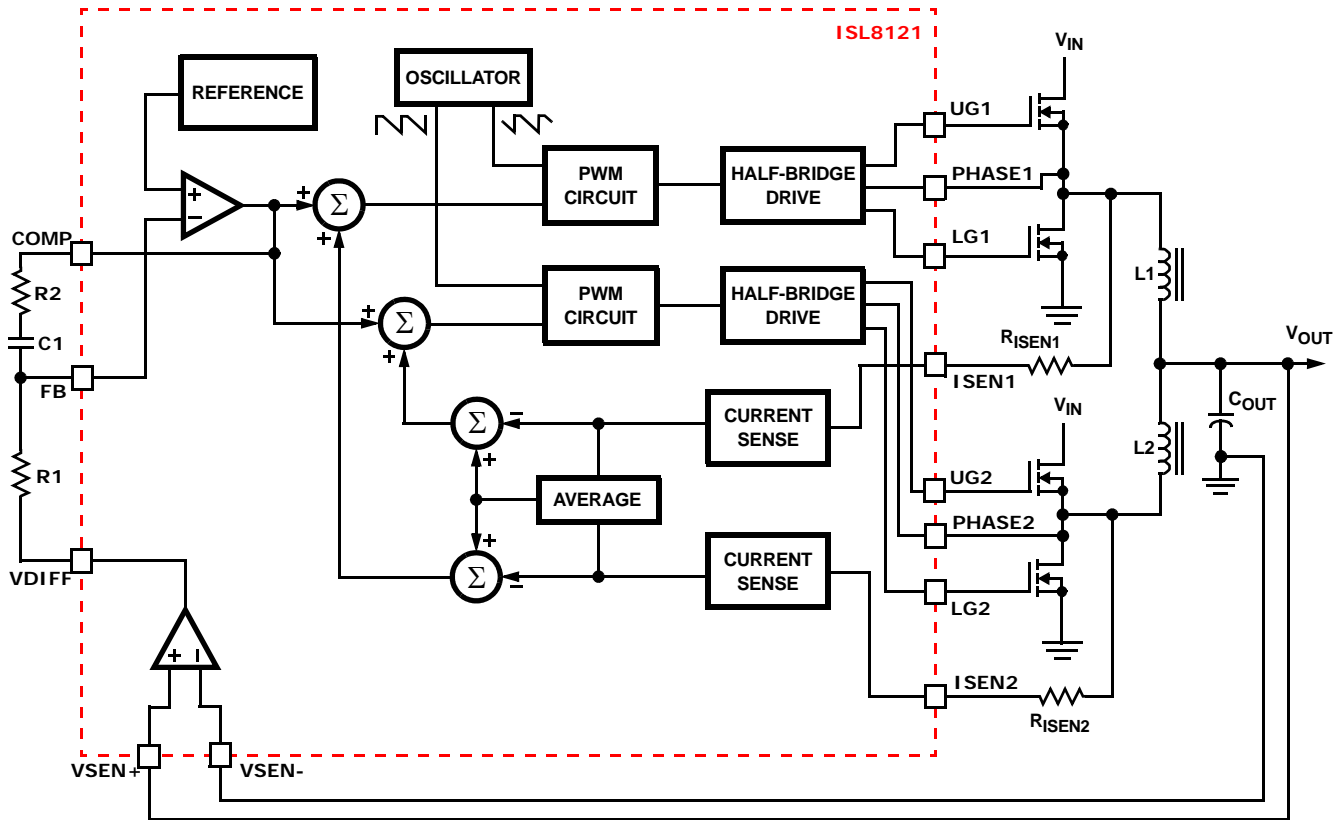 ISL8121
REFERENCE
OSCILLATOR
VIN
UG1
PWM
CIRCUIT
HALF-BRIDGE
DRIVE
PHASE1
+
−
+
Σ
+
LG1
COMP
R2
C1
FB
L1
PWM
CIRCUIT
HALF-BRIDGE
DRIVE
+
Σ
+
RISEN1
VOUT
ISEN1
COUT
VIN
Σ
−
+
CURRENT
SENSE
L2
R1
AVERAGE
UG2
PHASE2
+
Σ
−
CURRENT
SENSE
VDIFF
LG2
+
−
ISEN2
RISEN2
VSEN+
VSEN-